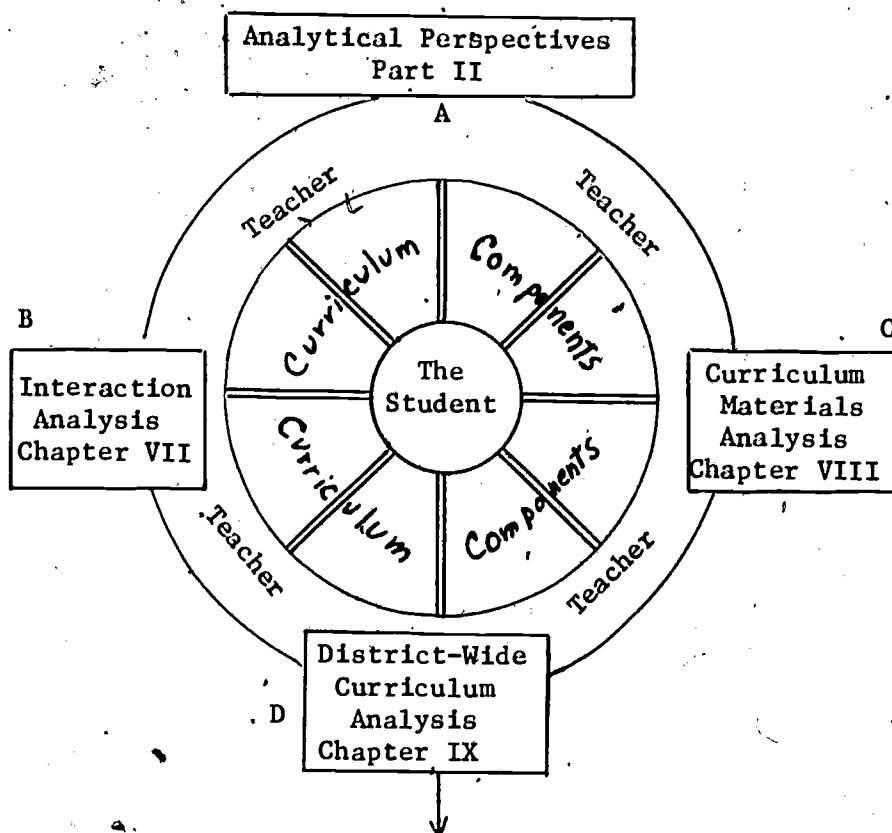 Analytical Perspectives
Part II
A
Teacher
Teacher
Curriculum
Components
B
C
Interaction
Analysis
Chapter VII
The
Student
Curriculum
Materials
Analysis
Chapter VIII
Curriculum
Components
Teacher
Teacher
District-Wide
Curriculum
Analysis
Chapter IX
D